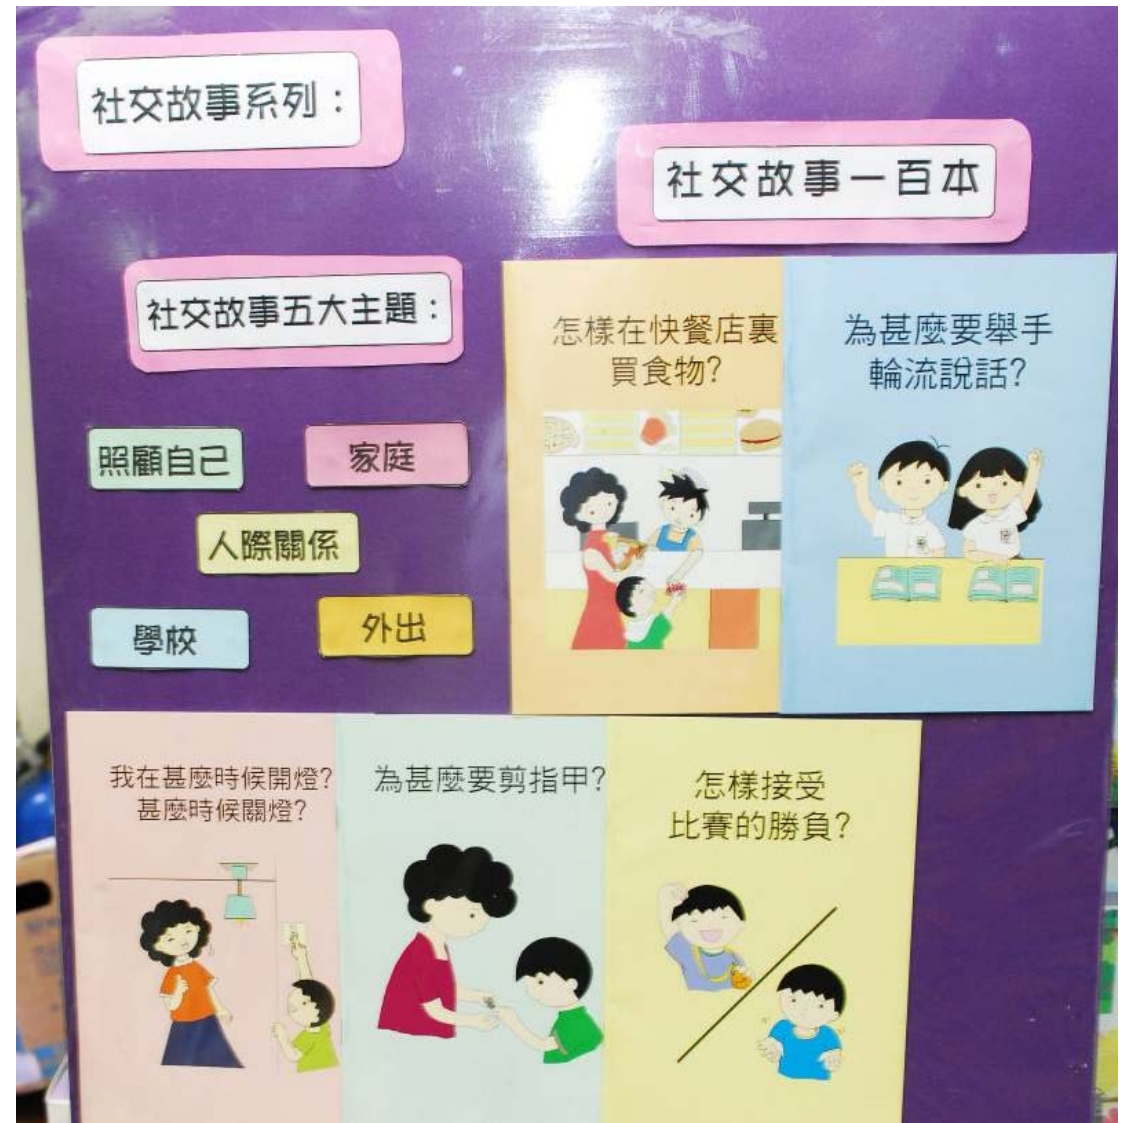 社交故事系列：
社交故事一百本
社交故事五大主題：
照顧自己
家庭
人際關係
學校
外出
怎樣在快餐店裏
買食物?
為甚麼要舉手
輪流說話?
我在甚麼時候開燈?
甚麼時候關燈?
為甚麼要剪指甲?
怎樣接受
比賽的勝負?